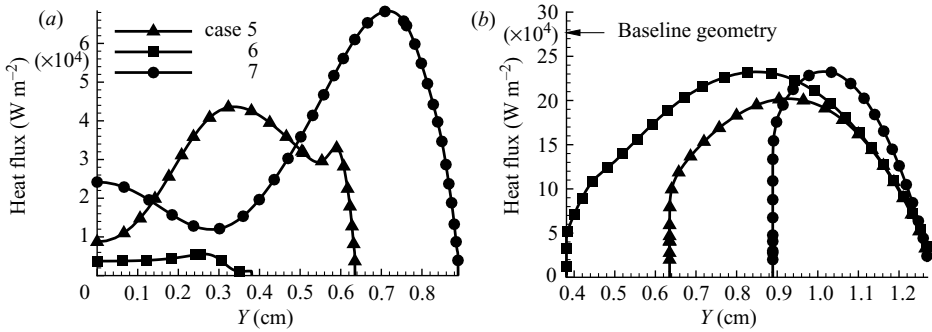 (a)
case 5
6
7
6
(×10⁴)
5
4
3
2
1
Heat flux (W m⁻²)
0 0.1 0.2 0.3 0.4 0.5 0.6 0.7 0.8
Y (cm)
(b)
30
(×10⁴)
25
20
15
10
5
0
Baseline geometry
Heat flux (W m⁻²)
0.4 0.5 0.6 0.7 0.8 0.9 1.0 1.1 1.2
Y (cm)